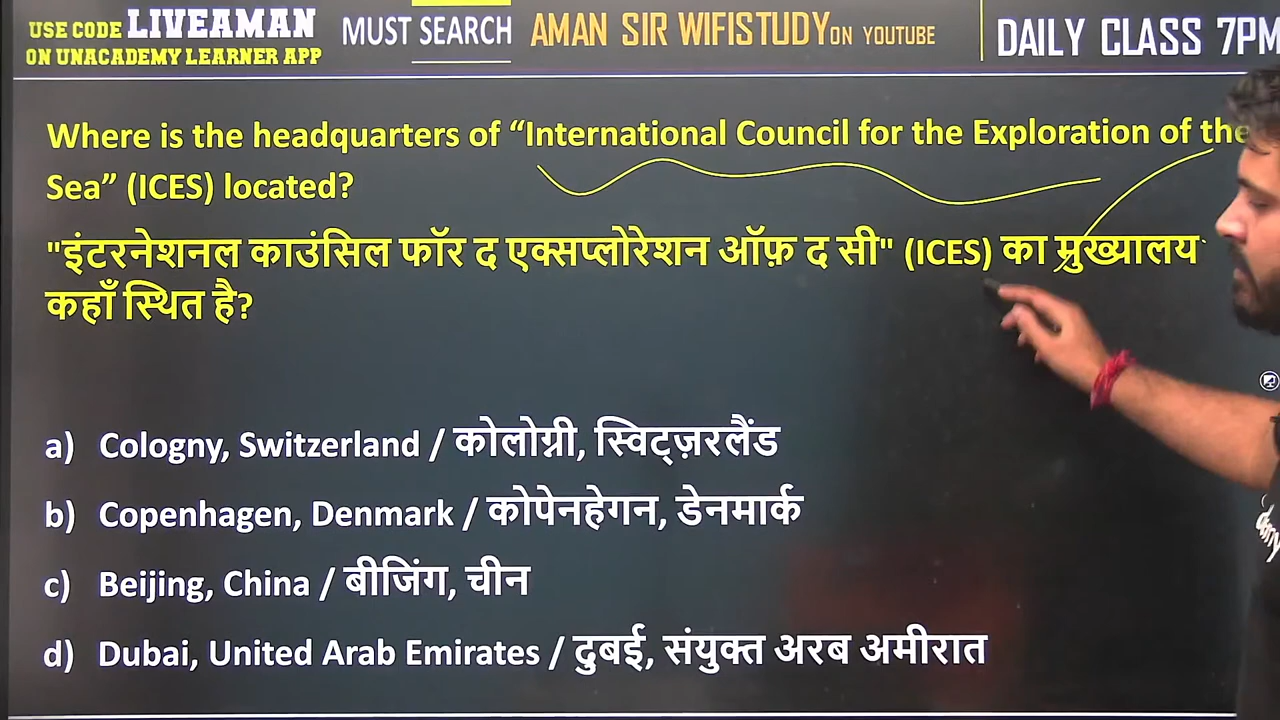 USE CODE LIVEAMAN
ON UNACADEMY LEARNER APP
MUST SEARCH AMAN SIR WIFISTUDY ON YOUTUBE
DAILY CLASS 7PM
Where is the headquarters of “International Council for the Exploration of the
Sea” (ICES) located?
"इंटरनेशनल काउंसिल फॉर द एक्सप्लोरेशन ऑफ़ द सी" (ICES) का मुख्यालय
कहाँ स्थित है?
a) Cologny, Switzerland / कोलोग्नी, स्विट्ज़रलैंड
b) Copenhagen, Denmark / कोपेनहेगन, डेनमार्क
c) Beijing, China / बीजिंग, चीन
d) Dubai, United Arab Emirates / दुबई, संयुक्त अरब अमीरात